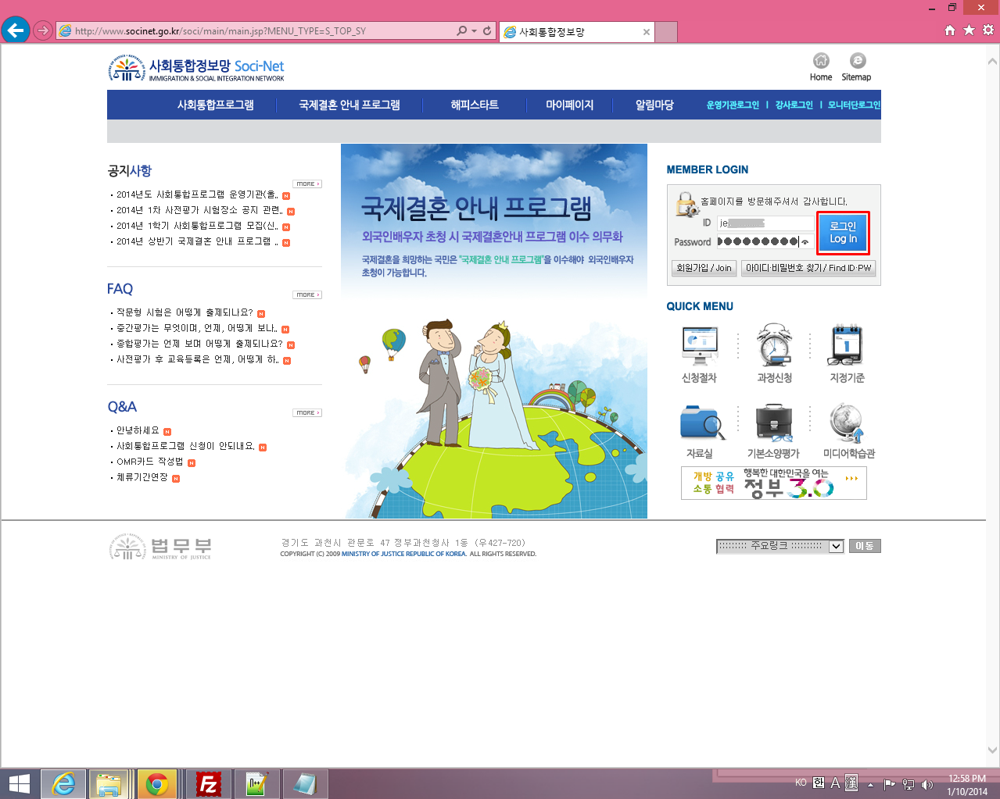 http://www.socinet.go.kr/soci/main/main.jsp?MENU_TYPE=S_TOP_SY
사회통합정보망
사회통합정보망 Soci-Net
IMMIGRATION & SOCIAL INTEGRATION NETWORK
Home
Sitemap
사회통합프로그램
국제결혼 안내 프로그램
해피스타트
마이페이지
알림마당
운영기관로그인 | 강사로그인 | 모니터단로그인
공지사항
MORE
2014년도 사회통합프로그램 운영기관(출..
2014년 1차 사전평가 시험장소 공지 관련..
2014년 1학기 사회통합프로그램 모집(신..
2014년 상반기 국제결혼 안내 프로그램 ..
FAQ
MORE
작문형 시험은 어떻게 출제되나요?
중간평가는 무엇이며, 언제, 어떻게 보나..
종합평가는 언제 보며 어떻게 출제되나요?
사전평가 후 교육등록은 언제, 어떻게 하..
Q&A
MORE
안녕하세요
사회통합프로그램 신청이 안되내요.
OMR카드 작성법
체류기간연장
국제결혼 안내 프로그램
외국인배우자 초청 시 국제결혼안내 프로그램 이수 의무화
국제결혼을 희망하는 국민은 "국제결혼 안내 프로그램"을 이수해야 외국인배우자
초청이 가능합니다.
MEMBER LOGIN
홈페이지를 방문해주셔서 감사합니다.
ID
je
Password
로그인
Log In
회원가입 / Join
아이디·비밀번호 찾기 / Find ID·PW
QUICK MENU
신청절차
과정신청
지정기준
자료실
기본소양평가
미디어학습관
개방 공유
소통 협력
행복한 대한민국을 여는
정부 3.0
법무부
MINISTRY OF JUSTICE
경기도 과천시 관문로 47 정부과천청사 1동 (우427-720)
COPYRIGHT (C) 2009 MINISTRY OF JUSTICE REPUBLIC OF KOREA. ALL RIGHTS RESERVED.
::::::::: 주요링크 ::::::::::
이동
KO 한 A 漢
12:58 PM
1/10/2014